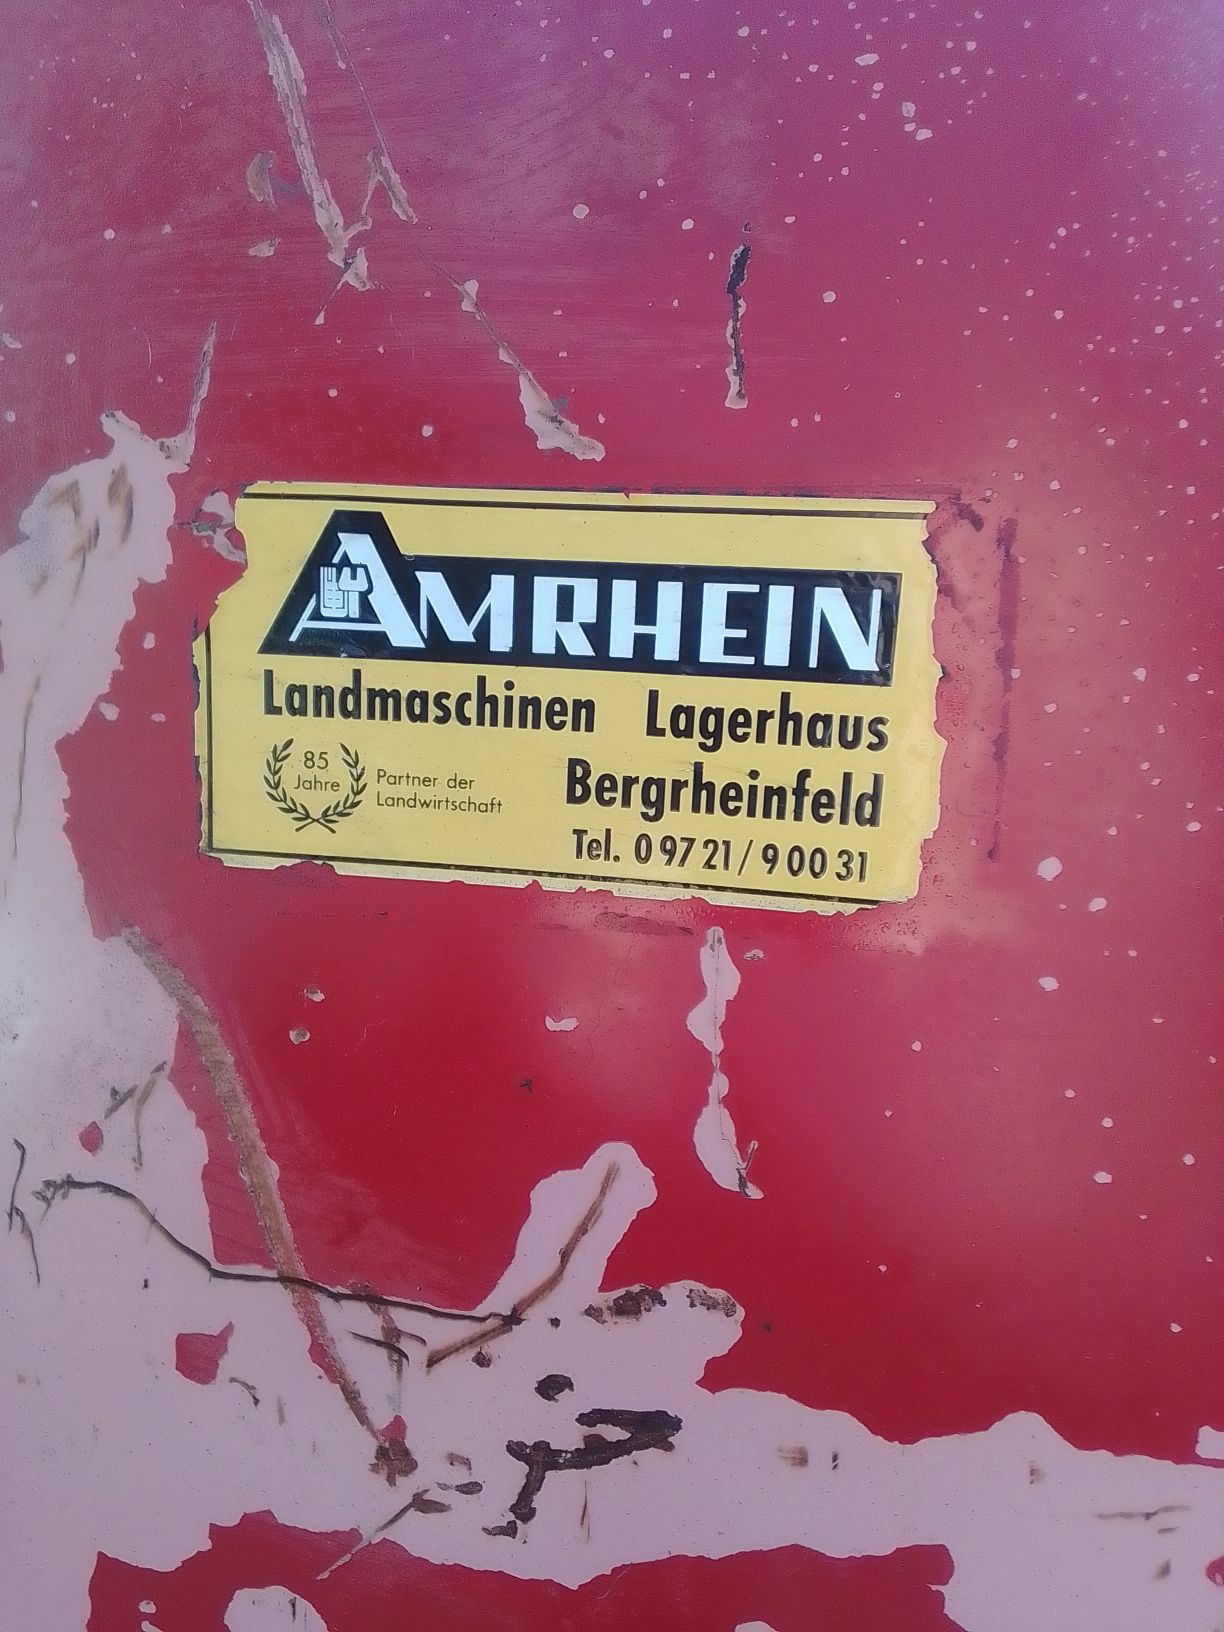 AMRHEIN
Landmaschinen Lagerhaus
85
Jahre
Partner der
Landwirtschaft
Bergrheinfeld
Tel. 0 97 21 / 9 00 31